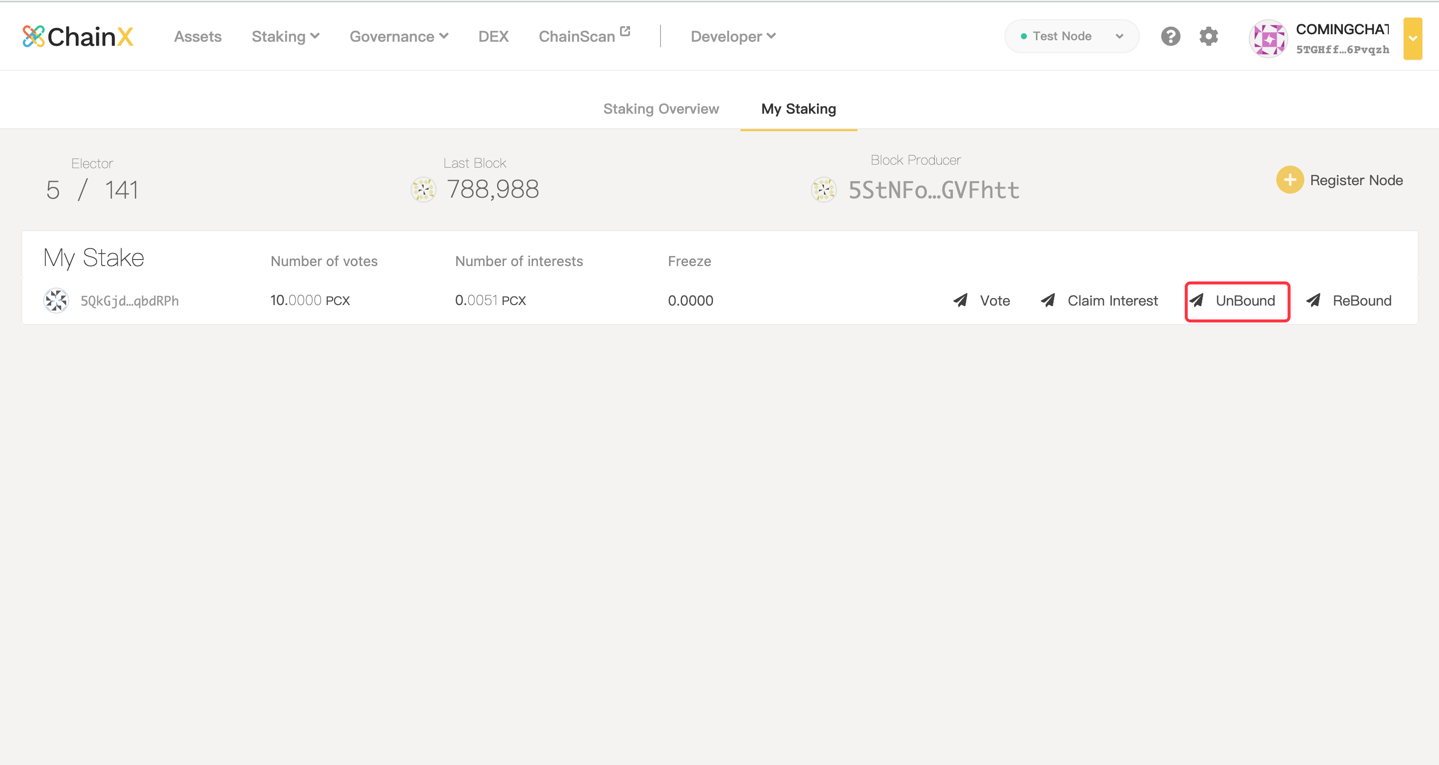 ChainX Assets Staking Governance DEX ChainScan Developer Test Node COMINGCHAT
5TGHff…6Pvqzh
Staking Overview My Staking
Elector Last Block Block Producer
5 / 141 788,988 5StNFo…GVFhtt Register Node
My Stake Number of votes Number of interests Freeze
5QkGjd…qbdRPh 10.0000 PCX 0.0051 PCX 0.0000 Vote Claim Interest UnBound ReBound